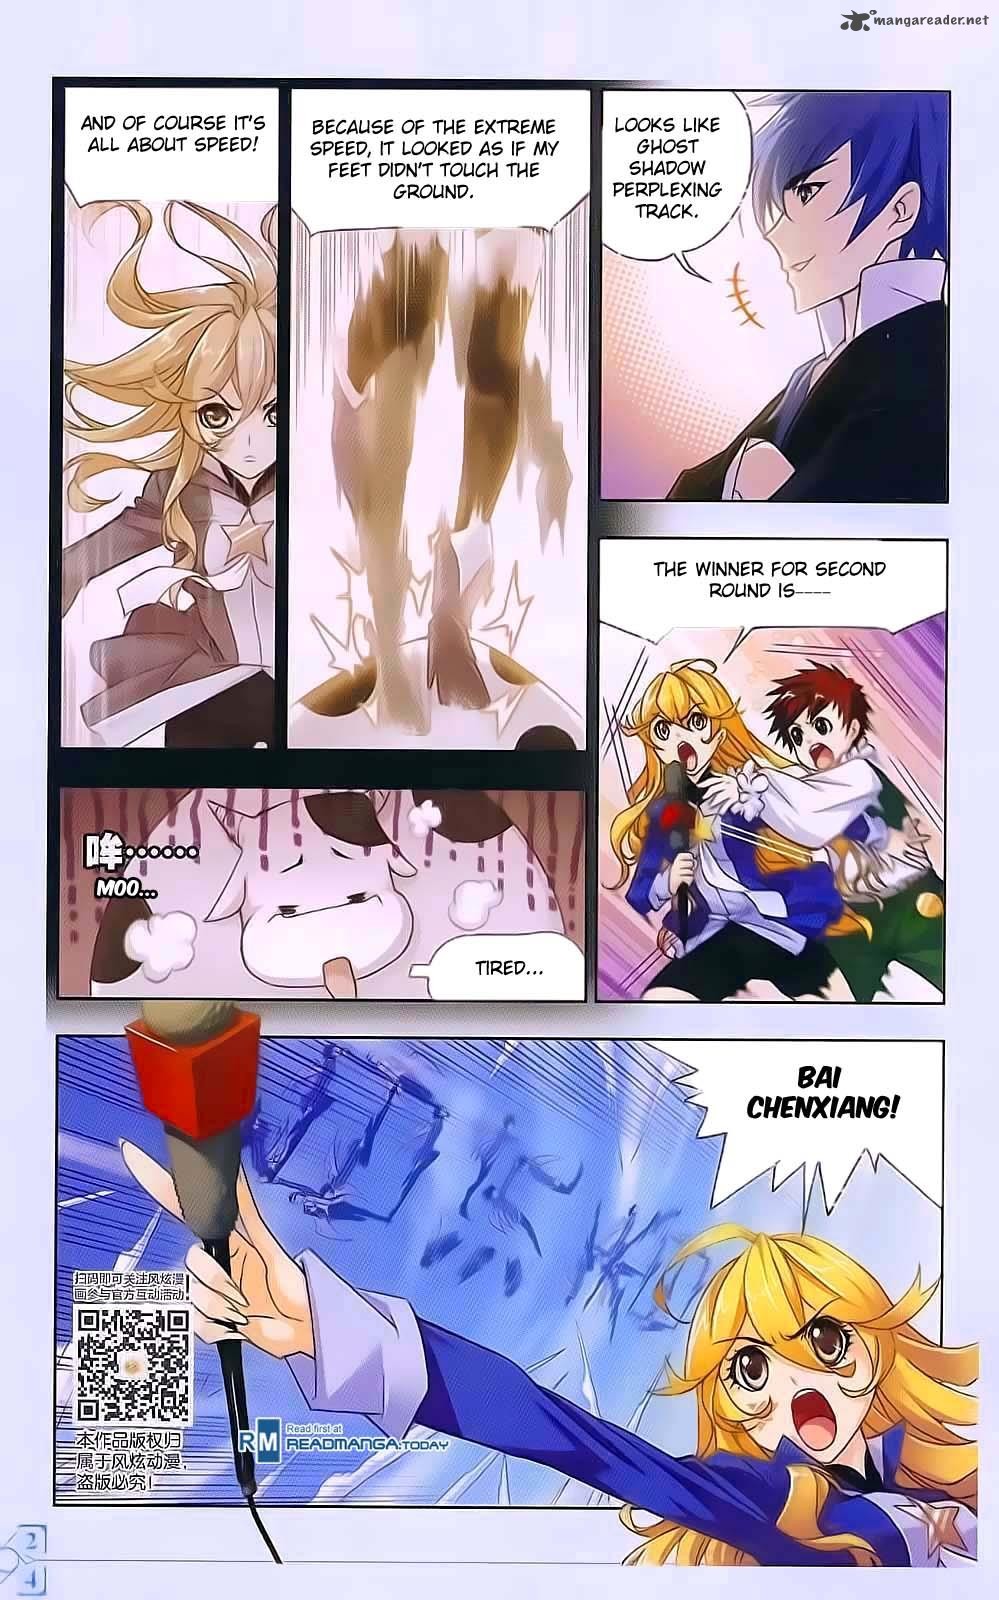 mangareader.net
AND OF COURSE IT'S
ALL ABOUT SPEED!
BECAUSE OF THE EXTREME
SPEED, IT LOOKED AS IF MY
FEET DIDN'T TOUCH THE
GROUND.
LOOKS LIKE
GHOST
SHADOW
PERPLEXING
TRACK.
THE WINNER FOR SECOND
ROUND IS----
哞……
MOO...
TIRED...
BAI
CHENXIANG!
扫码即可关注风炫漫
画参与官方互动活动
本作品版权归
属于风炫动漫,
盗版必究!
RM Read first at
READMANGA.TODAY
2
4